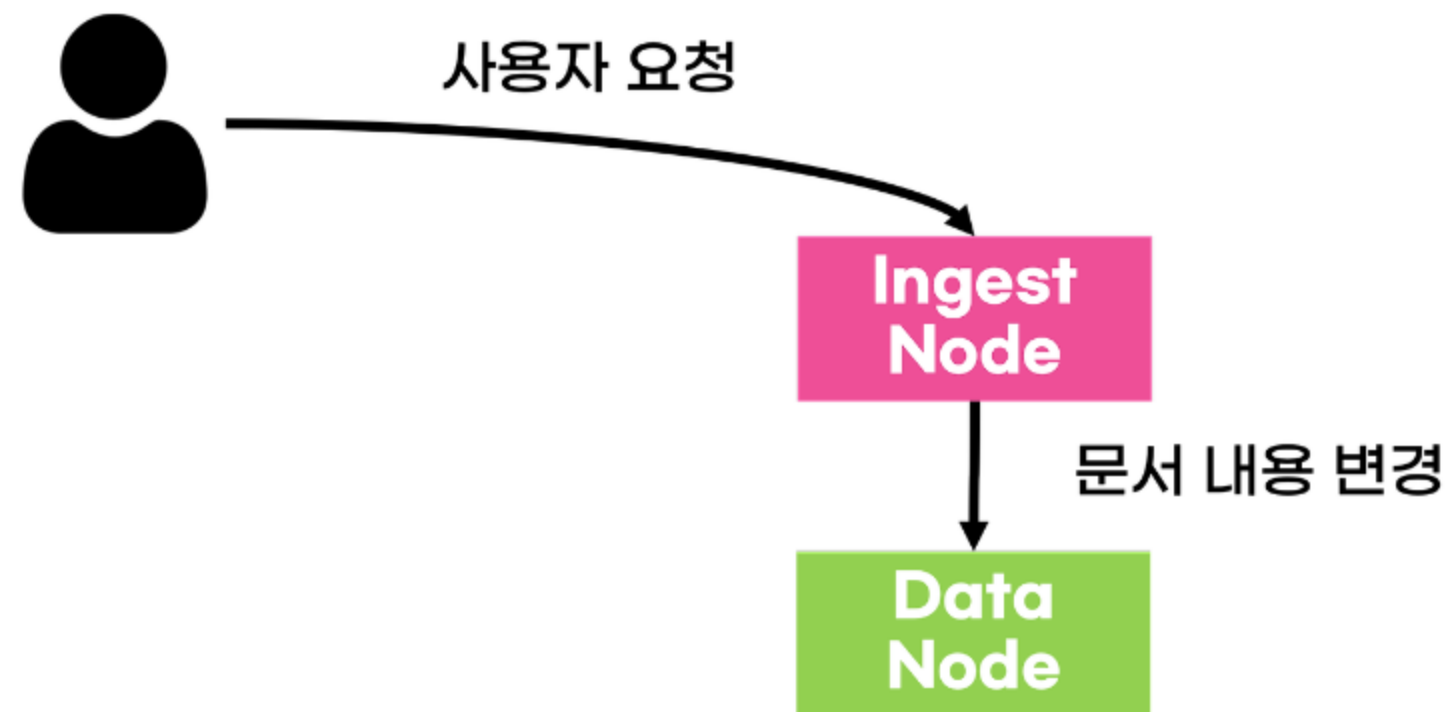 사용자 요청
Ingest
Node
문서 내용 변경
Data
Node